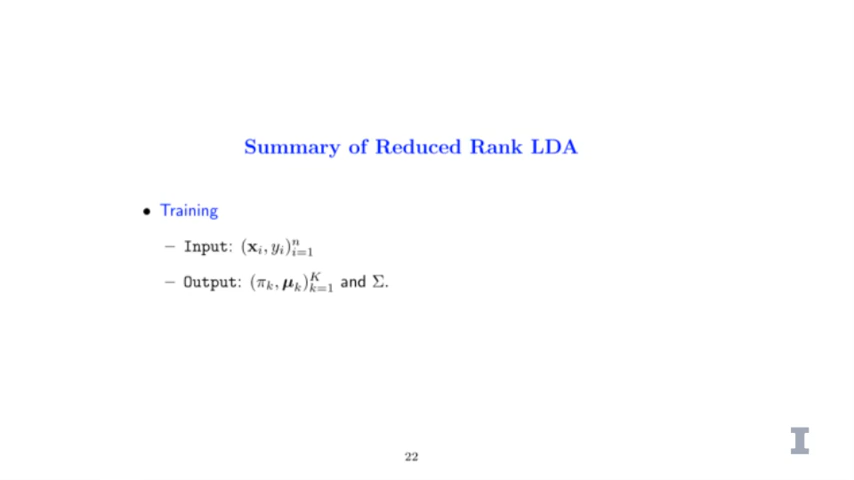 Summary of Reduced Rank LDA
• Training
– Input: (x_i, y_i)_{i=1}^n
– Output: (π_k, μ_k)_{k=1}^K and Σ.
I
22